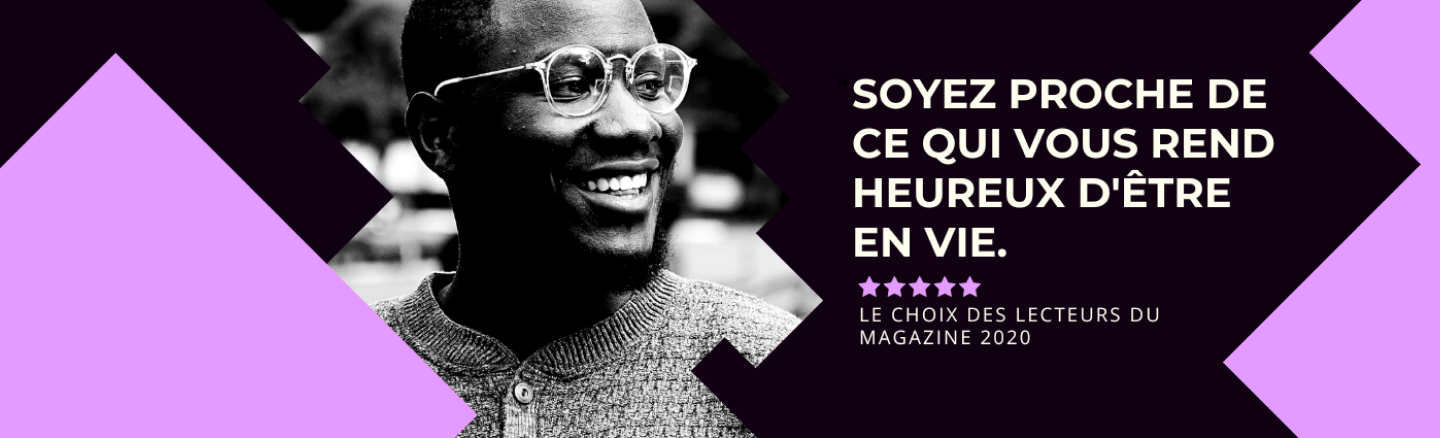 SOYEZ PROCHE DE
CE QUI VOUS REND
HEUREUX D'ÊTRE
EN VIE.
LE CHOIX DES LECTEURS DU
MAGAZINE 2020